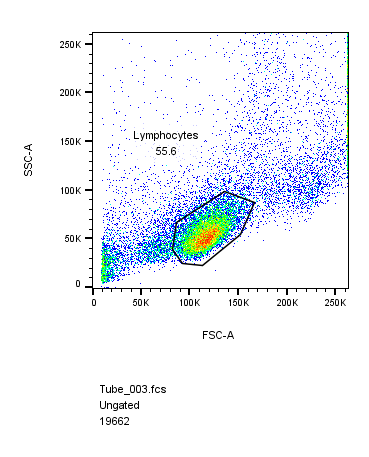 250K
200K
SSC-A
150K
Lymphocytes
55.6
100K
50K
0
0 50K 100K 150K 200K 250K
FSC-A
Tube_003.fcs
Ungated
19662